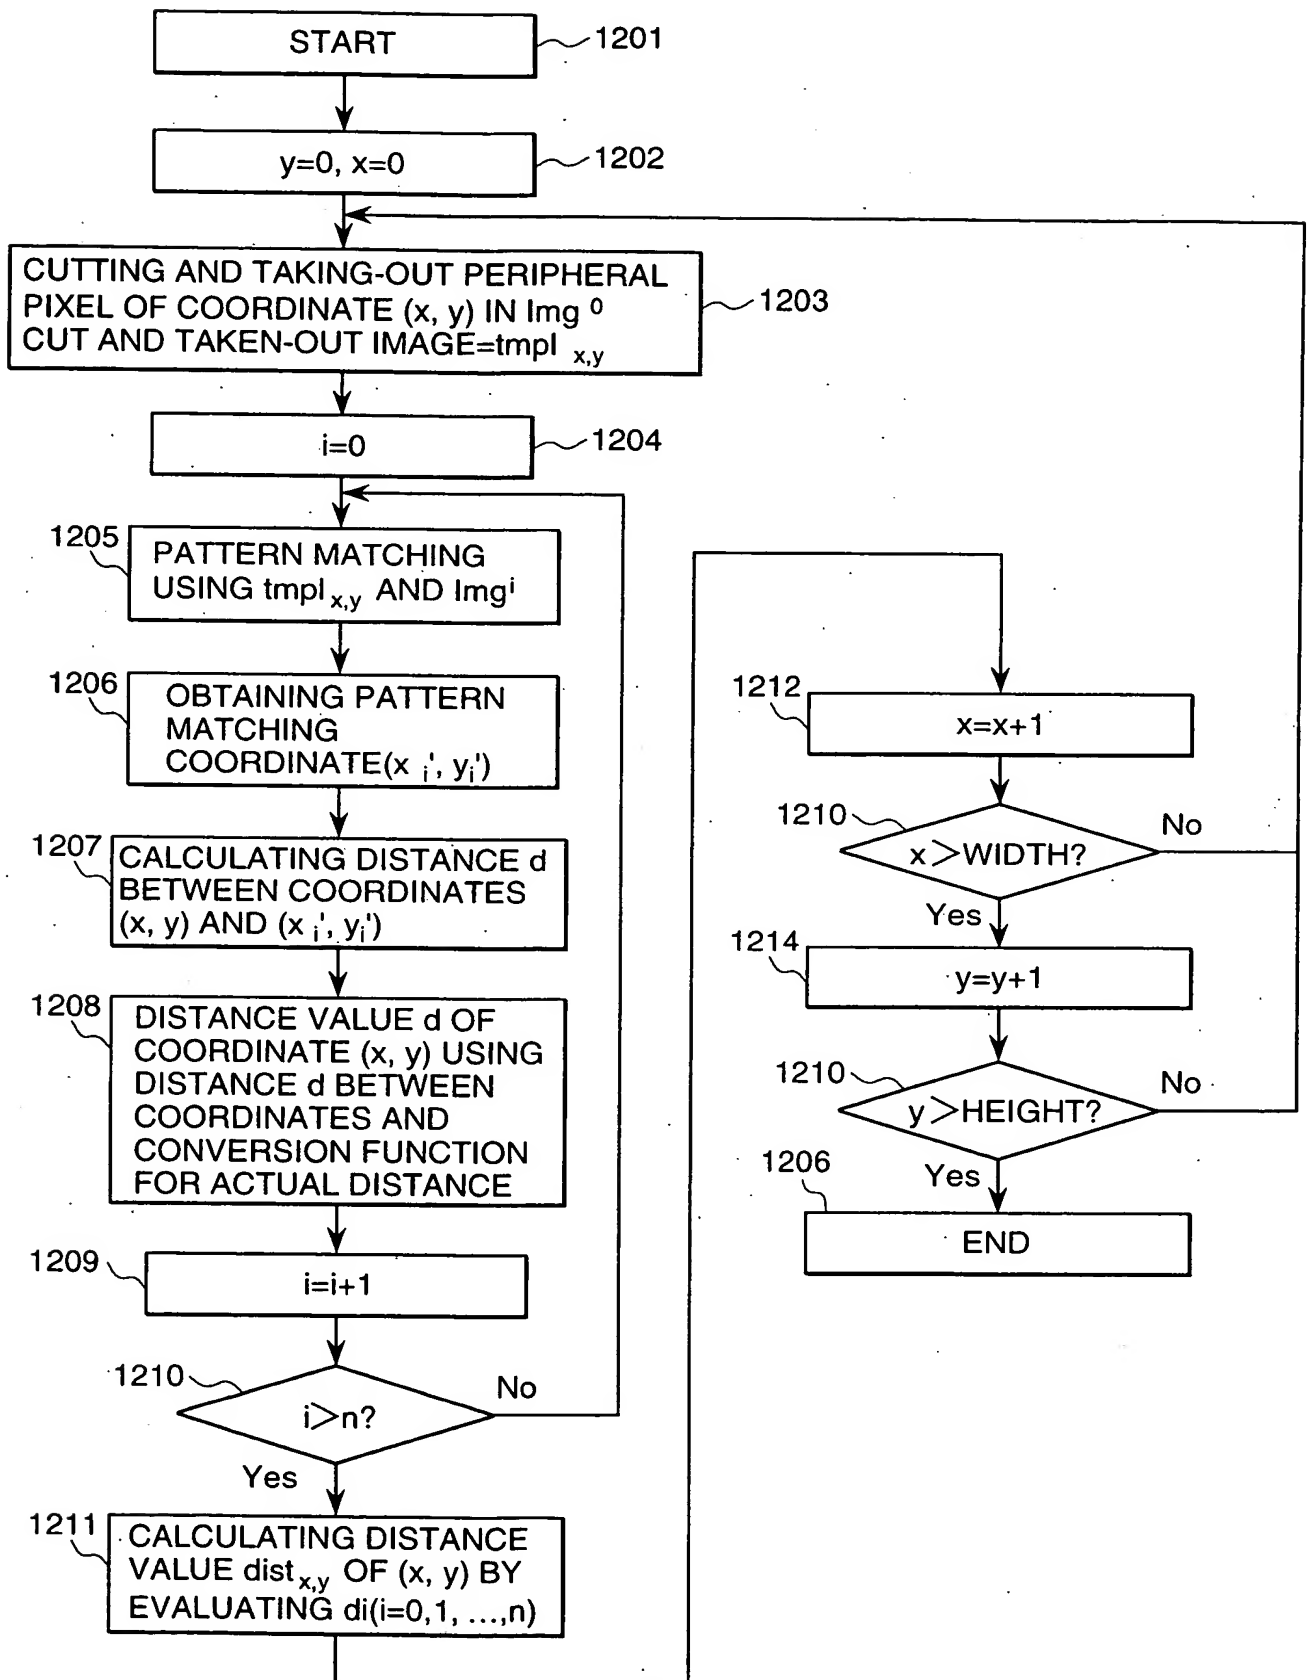 START
1201
y=0, x=0
1202
CUTTING AND TAKING-OUT PERIPHERAL
PIXEL OF COORDINATE (x, y) IN Img 0
CUT AND TAKEN-OUT IMAGE=tmpl x,y
1203
i=0
1204
1205
PATTERN MATCHING
USING tmpl x,y AND Img i
1206
OBTAINING PATTERN
MATCHING
COORDINATE(x i', y i')
1207
CALCULATING DISTANCE d
BETWEEN COORDINATES
(x, y) AND (x i', y i')
1208
DISTANCE VALUE d OF
COORDINATE (x, y) USING
DISTANCE d BETWEEN
COORDINATES AND
CONVERSION FUNCTION
FOR ACTUAL DISTANCE
1209
i=i+1
1210
i>n?
No
Yes
1211
CALCULATING DISTANCE
VALUE dist x,y OF (x, y) BY
EVALUATING di(i=0,1, ...,n)
1212
x=x+1
1210
x>WIDTH?
No
Yes
1214
y=y+1
1210
y>HEIGHT?
No
Yes
1206
END